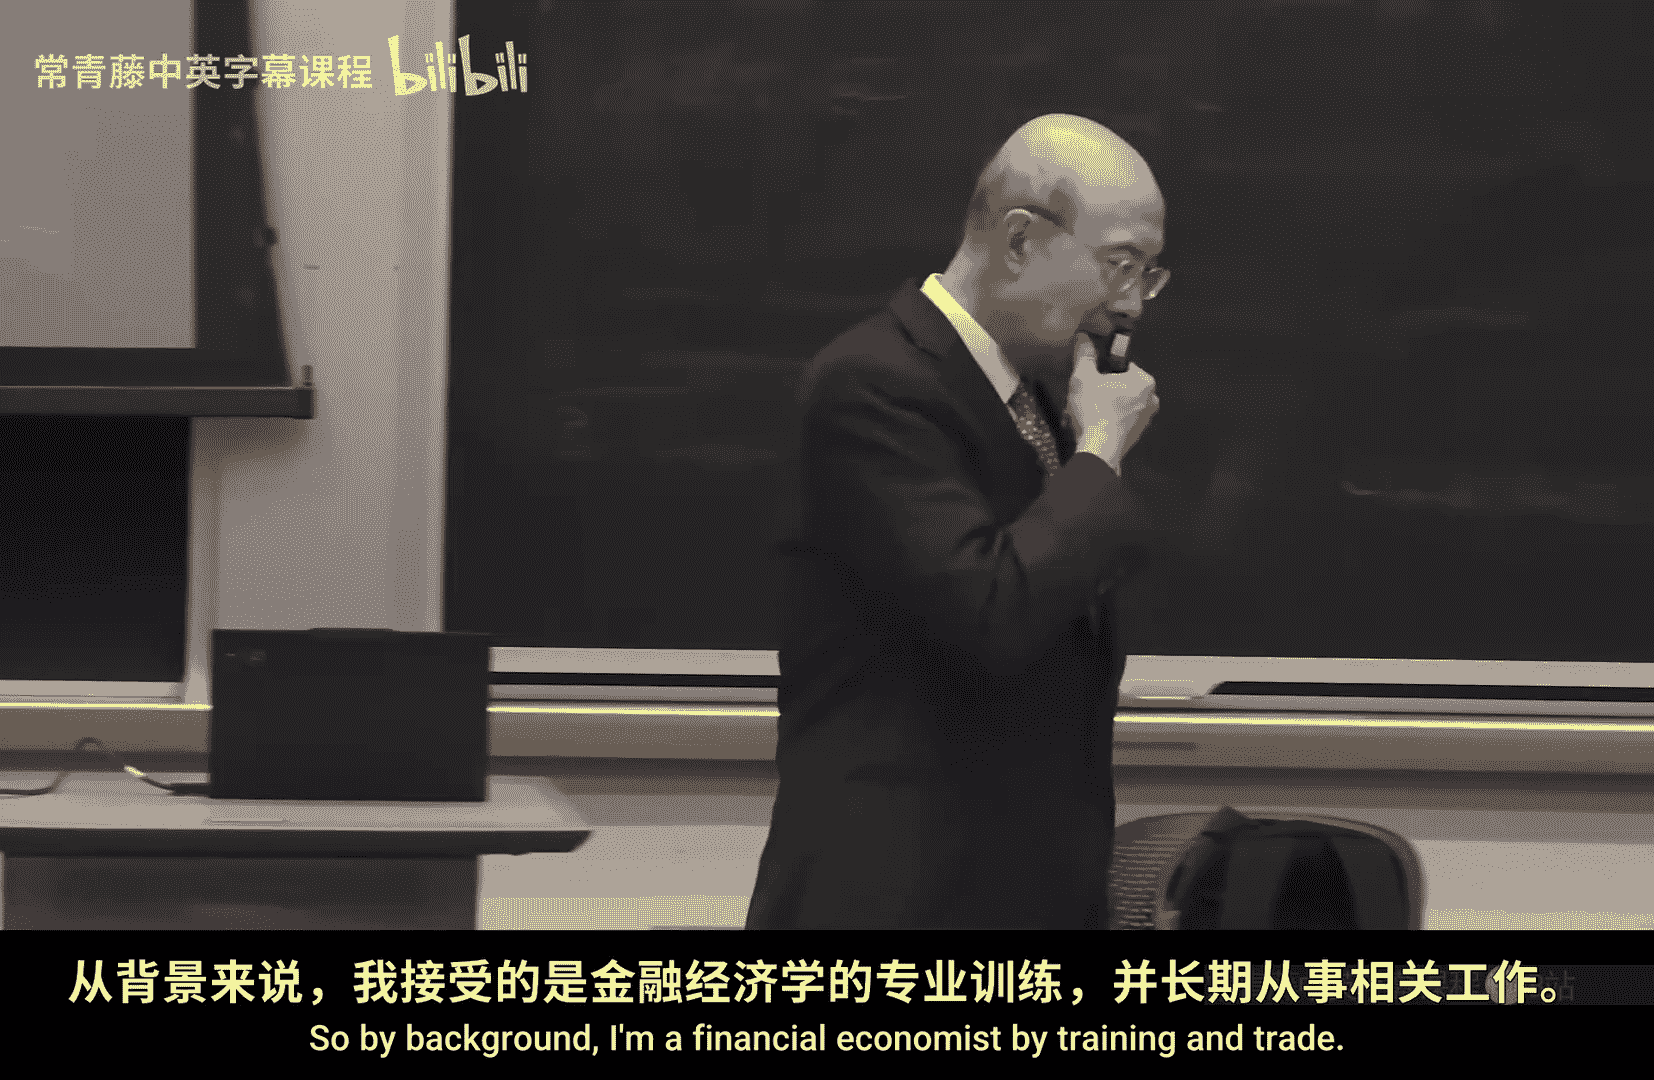 常青藤中英字幕课程 bilibili
从背景来说，我接受的是金融经济学的专业训练，并长期从事相关工作。
So by background, I'm a financial economist by training and trade.